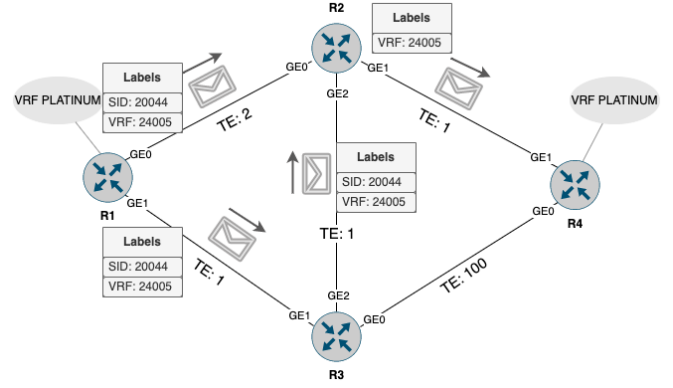 R2
Labels
VRF: 24005
GE0
GE1
GE2
Labels
SID: 20044
VRF: 24005
VRF PLATINUM
VRF PLATINUM
TE: 2
TE: 1
GE0
GE1
R1
GE1
Labels
SID: 20044
VRF: 24005
GE1
GE0
R4
Labels
SID: 20044
VRF: 24005
TE: 1
TE: 1
TE: 100
GE2
GE1
GE0
R3